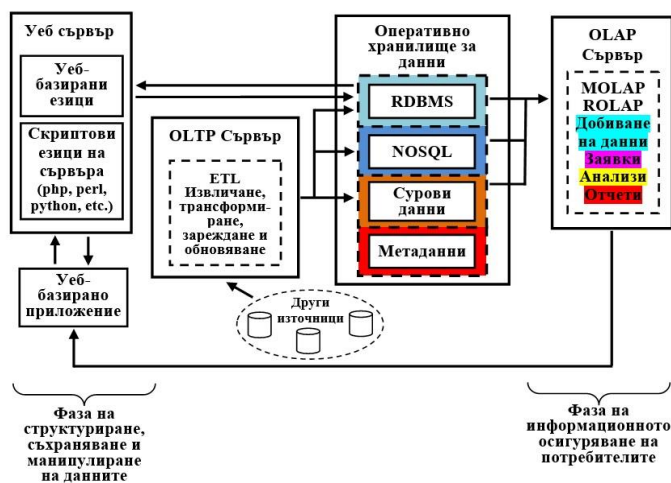 Уеб сървър
Уеб-
базирани
езици
Скриптови
езици на
сървъра
(php, perl,
python, etc.)
Уеб-
базирано
приложение
OLTP Сървър
ETL
Извличане,
трансформи-
ране,
зареждане и
обновяване
Други
източници
Оперативно
хранилище за
данни
RDBMS
NOSQL
Сурови
данни
Метаданни
OLAP
Сървър
MOLAP
ROLAP
Добиване
на данни
Заявки
Анализи
Отчети
Фаза на
структуриране,
съхраняване и
манипулиране
на данните
Фаза на
информационното
осигуряване на
потребителите